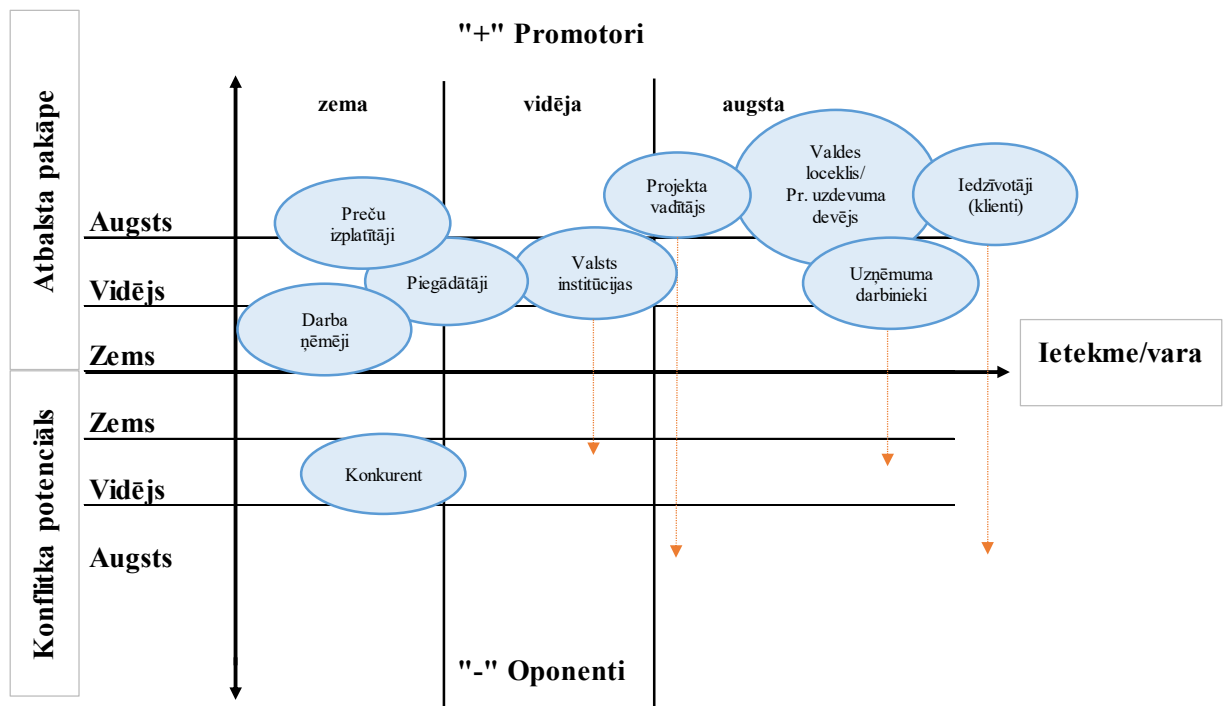 "+" Promotori
Atbalsta pakāpe
zema
vidēja
augsta
Valdes
loceklis/
Pr. uzdevuma
devējs
Projekta
vadītājs
Iedzīvotāji
(klienti)
Preču
izplatītāji
Augsts
Piegādātāji
Valsts
institūcijas
Uzņēmuma
darbinieki
Vidējs
Darba
ņēmēji
Zems
Ietekme/vara
Konflitka potenciāls
Zems
Konkurent
Vidējs
Augsts
"-" Oponenti